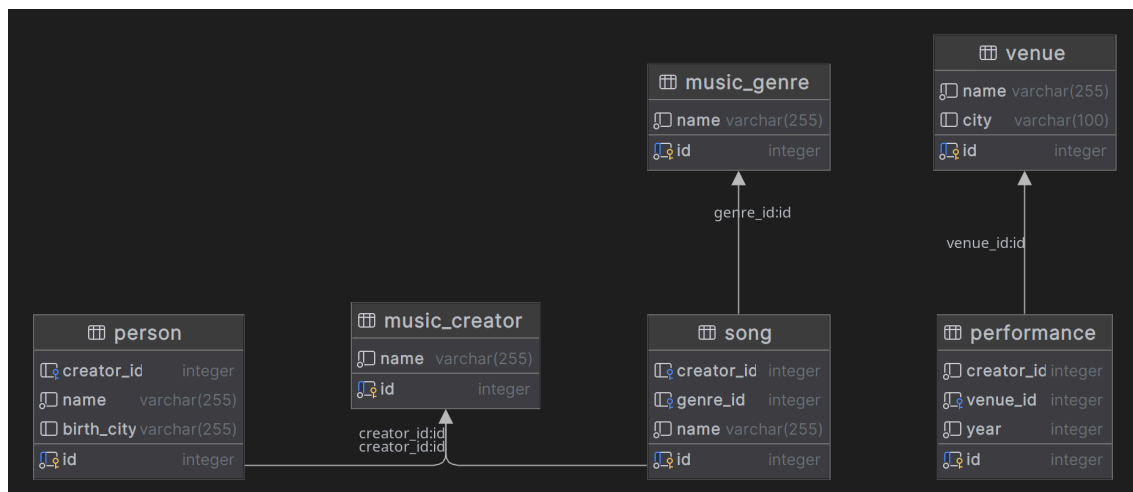 venue
name varchar(255)
city varchar(100)
id integer
music_genre
name varchar(255)
id integer
genre_id:id
venue_id:id
person
creator_id integer
name varchar(255)
birth_city varchar(255)
id integer
music_creator
name varchar(255)
id integer
creator_id:id
creator_id:id
song
creator_id integer
genre_id integer
name varchar(255)
id integer
performance
creator_id integer
venue_id integer
year integer
id integer